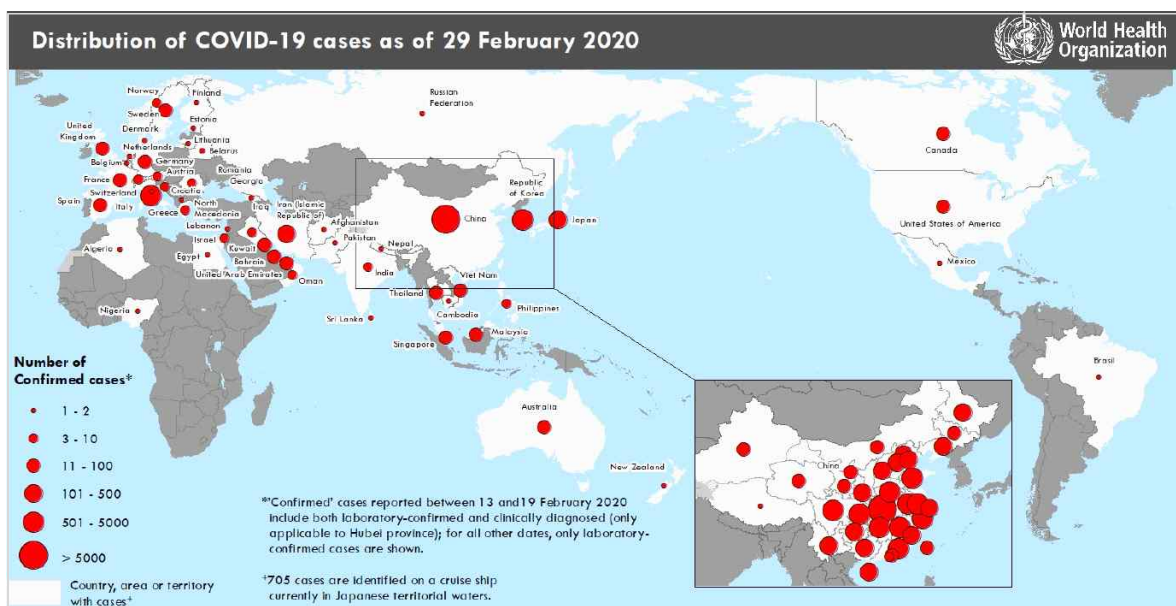 Distribution of COVID-19 cases as of 29 February 2020
World Health
Organization
Norway
Finland
Sweden
Russian
Federation
Estonia
Denmark
United
Kingdom
Lithuania
Netherlands
Belarus
Belgium
Germany
Romania
Austria
Georgia
France
Croatia
Switzerland
Spain
Italy
North
Macedonia
Greece
Iraq
Iran (Islamic
Republic of)
Lebanon
Israel
Afghanistan
Pakistan
Nepal
Algeria
Kuwait
Egypt
Bahrain
United Arab Emirates
Oman
India
Nigeria
Sri Lanka
China
Republic
of Korea
Japan
Viet Nam
Thailand
Cambodia
Philippines
Malaysia
Singapore
Australia
New Zealand
Canada
United States of America
Mexico
Brasil
China
Number of
Confirmed cases*
1 - 2
3 - 10
11 - 100
101 - 500
501 - 5000
> 5000
Country, area or territory
with cases⁺
*'Confirmed' cases reported between 13 and19 February 2020
include both laboratory-confirmed and clinically diagnosed (only
applicable to Hubei province); for all other dates, only laboratory-
confirmed cases are shown.
⁺705 cases are identified on a cruise ship
currently in Japanese territorial waters.